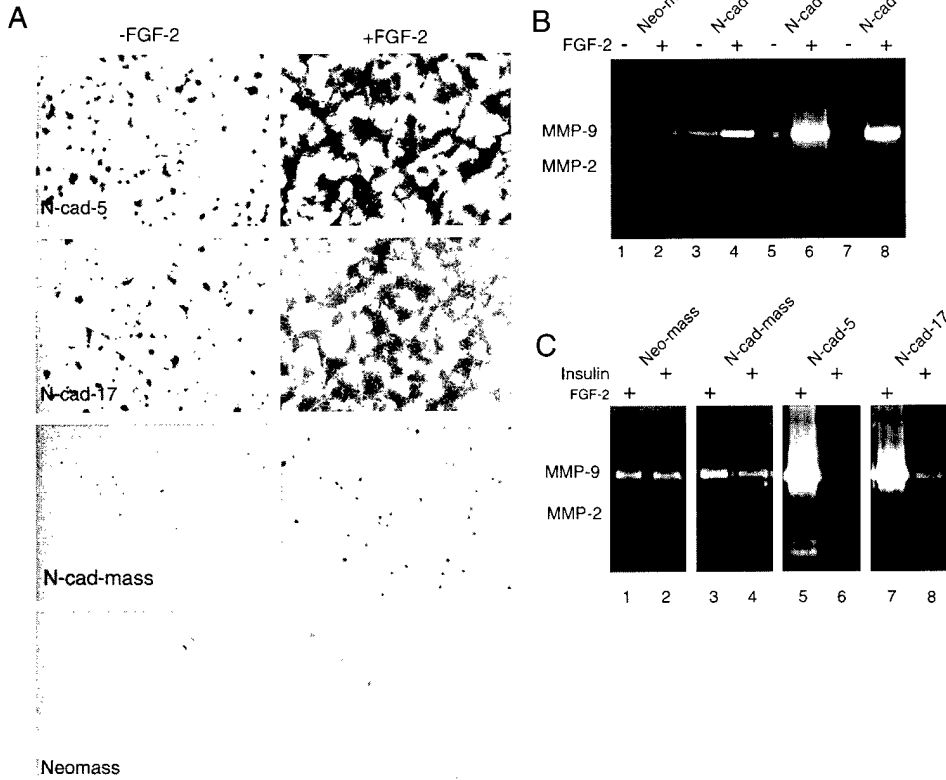 A
-FGF-2 +FGF-2
N-cad-5
N-cad-17
N-cad-mass
Neomass
B
Neo-m N-cad N-cad N-cad
FGF-2 - + - + - + - +
MMP-9
MMP-2
1 2 3 4 5 6 7 8
C
Neo-mass N-cad-mass N-cad-5 N-cad-17
Insulin + + + +
FGF-2 + + + +
MMP-9
MMP-2
1 2 3 4 5 6 7 8